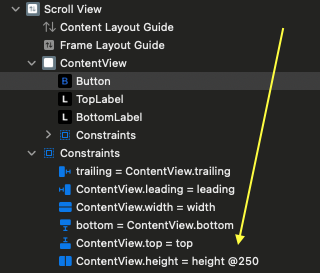 Scroll View
Content Layout Guide
Frame Layout Guide
ContentView
B Button
L TopLabel
L BottomLabel
Constraints
Constraints
trailing = ContentView.trailing
ContentView.leading = leading
ContentView.width = width
bottom = ContentView.bottom
ContentView.top = top
ContentView.height = height @250